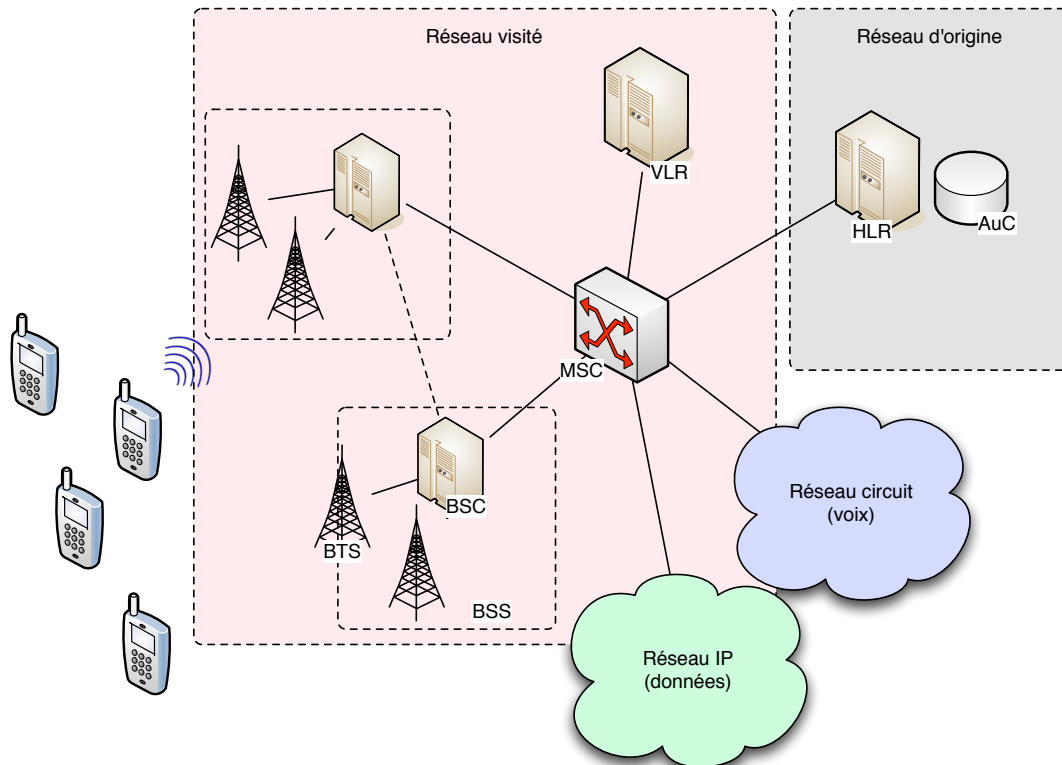 Réseau visité
Réseau d'origine
VLR
HLR
AuC
MSC
BSC
BTS
BSS
Réseau circuit
(voix)
Réseau IP
(données)